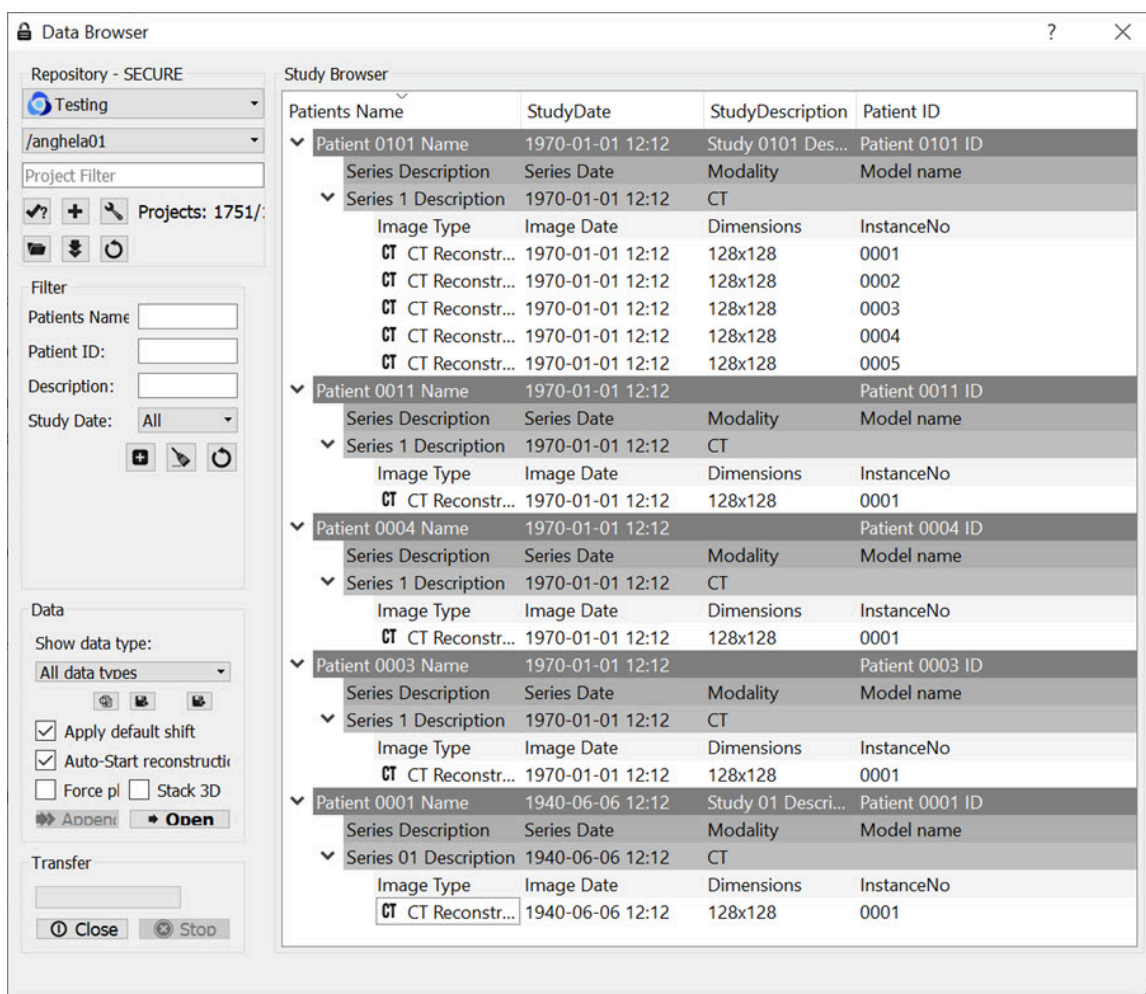 Data Browser
?
Repository - SECURE
Testing
/anghela01
Project Filter
Projects: 1751/
Filter
Patients Name
Patient ID:
Description:
Study Date: All
Data
Show data type:
All data types
Apply default shift
Auto-Start reconstructi
Force pl Stack 3D
Append Open
Transfer
Close Stop
Study Browser
Patients Name StudyDate StudyDescription Patient ID
Patient 0101 Name 1970-01-01 12:12 Study 0101 Des... Patient 0101 ID
Series Description Series Date Modality Model name
Series 1 Description 1970-01-01 12:12 CT
Image Type Image Date Dimensions InstanceNo
CT CT Reconstr... 1970-01-01 12:12 128x128 0001
CT CT Reconstr... 1970-01-01 12:12 128x128 0002
CT CT Reconstr... 1970-01-01 12:12 128x128 0003
CT CT Reconstr... 1970-01-01 12:12 128x128 0004
CT CT Reconstr... 1970-01-01 12:12 128x128 0005
Patient 0011 Name 1970-01-01 12:12 Patient 0011 ID
Series Description Series Date Modality Model name
Series 1 Description 1970-01-01 12:12 CT
Image Type Image Date Dimensions InstanceNo
CT CT Reconstr... 1970-01-01 12:12 128x128 0001
Patient 0004 Name 1970-01-01 12:12 Patient 0004 ID
Series Description Series Date Modality Model name
Series 1 Description 1970-01-01 12:12 CT
Image Type Image Date Dimensions InstanceNo
CT CT Reconstr... 1970-01-01 12:12 128x128 0001
Patient 0003 Name 1970-01-01 12:12 Patient 0003 ID
Series Description Series Date Modality Model name
Series 1 Description 1970-01-01 12:12 CT
Image Type Image Date Dimensions InstanceNo
CT CT Reconstr... 1970-01-01 12:12 128x128 0001
Patient 0001 Name 1940-06-06 12:12 Study 01 Descri... Patient 0001 ID
Series Description Series Date Modality Model name
Series 01 Description 1940-06-06 12:12 CT
Image Type Image Date Dimensions InstanceNo
CT CT Reconstr... 1940-06-06 12:12 128x128 0001